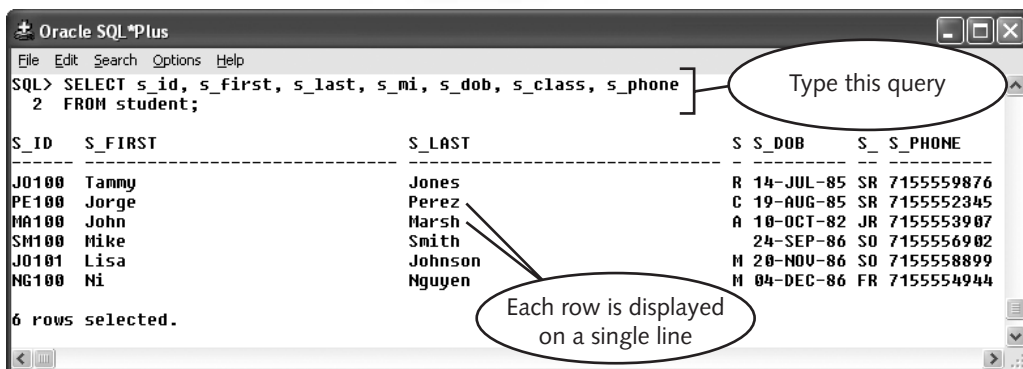 Oracle SQL*Plus
File Edit Search Options Help
SQL> SELECT s_id, s_first, s_last, s_mi, s_dob, s_class, s_phone
2 FROM student;
Type this query
S_ID S_FIRST S_LAST S S_DOB S_ S_PHONE
------ ------------------------------ ------------------------------ - --------- -- ----------
JO100 Tammy Jones R 14-JUL-85 SR 7155559876
PE100 Jorge Perez C 19-AUG-85 SR 7155552345
MA100 John Marsh A 10-OCT-82 JR 7155553907
SM100 Mike Smith 24-SEP-86 SO 7155556902
JO101 Lisa Johnson M 20-NOV-86 SO 7155558899
NG100 Ni Nguyen M 04-DEC-86 FR 7155554944
Each row is displayed
on a single line
6 rows selected.